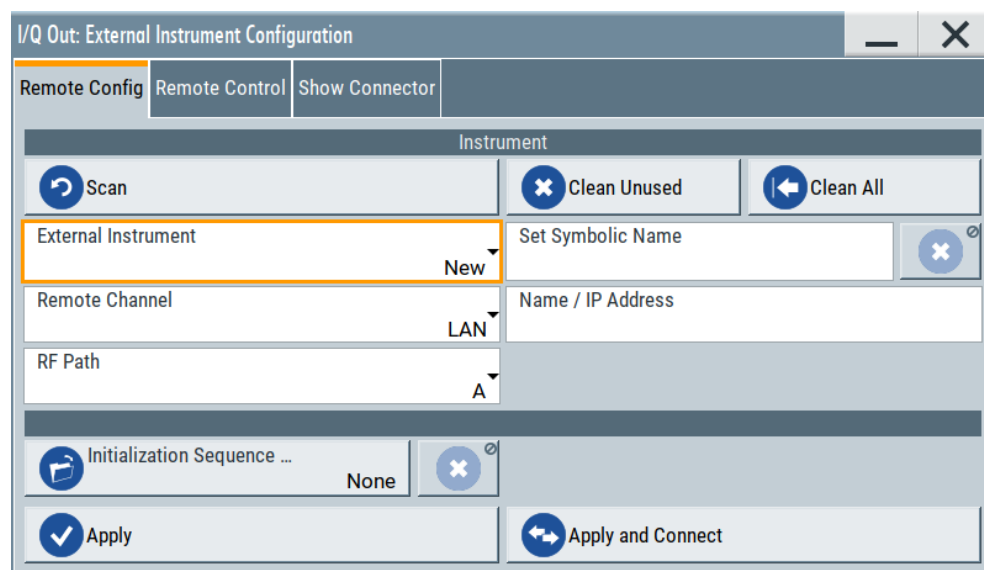 I/Q Out: External Instrument Configuration
Remote Config Remote Control Show Connector
Instrument
Scan
Clean Unused
Clean All
External Instrument
New
Set Symbolic Name
Remote Channel
LAN
Name / IP Address
RF Path
A
Initialization Sequence ...
None
Apply
Apply and Connect